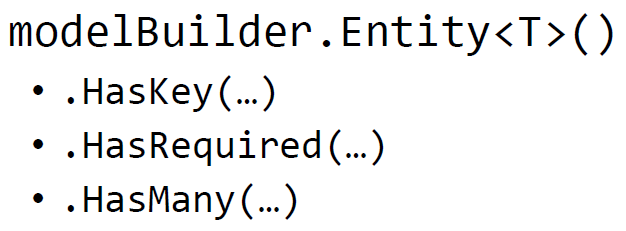 modelBuilder.Entity<T>()
• .HasKey(…)
• .HasRequired(…)
• .HasMany(…)